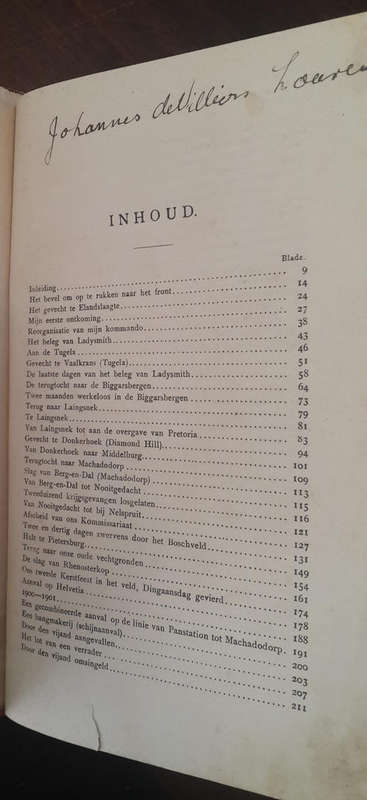 Johannes deVilliers
INHOUD.
Blade.
Inleiding 9
Het bevel om op te rukken naar het front 14
Het gevecht te Elandslaagte 24
Mijn eerste ontkoming 27
Reorganisatie van mijn kommando 38
Het beleg van Ladysmith 43
Aan de Tugela 46
Gevecht te Vaalkrans (Tugela) 51
De laatste dagen van het beleg van Ladysmith 58
De terugtocht naar de Biggarsbergen 64
Twee maanden werkeloos in de Biggarsbergen 73
Terug naar Laingsnek 79
Te Laingsnek 81
Van Laingsnek tot aan de overgave van Pretoria 83
Gevecht te Donkerhoek (Diamond Hill) 94
Van Donkerhoek naar Middelburg 101
Terugtocht naar Machadodorp 109
Slag van Berg-en-Dal (Machadodorp) 113
Van Berg-en-Dal tot Nooitgedacht 115
Tweeduizend krijgsgevangen losgelaten 116
Van Nooitgedacht tot bij Nelspruit 121
Afscheid van ons Kommissariaat 127
Twee en dertig dagen zwervens door het Boschveld 131
Halt te Pietersburg 149
Terug naar onze oude vechtsgronden 154
De slag van Rhenosterkop 161
Ons tweede Kerstfeest in het veld, Dingaansdag gevierd 174
Aanval op Helvetia 178
1900—1901 188
Een gecombineerde aanval op de linie van Panstation tot Machadodorp 191
Een bangmakerij (schijnaanval) 200
Door den vijand aangevallen 203
Het lot van een verrader 207
Door den vijand omsingeld 211